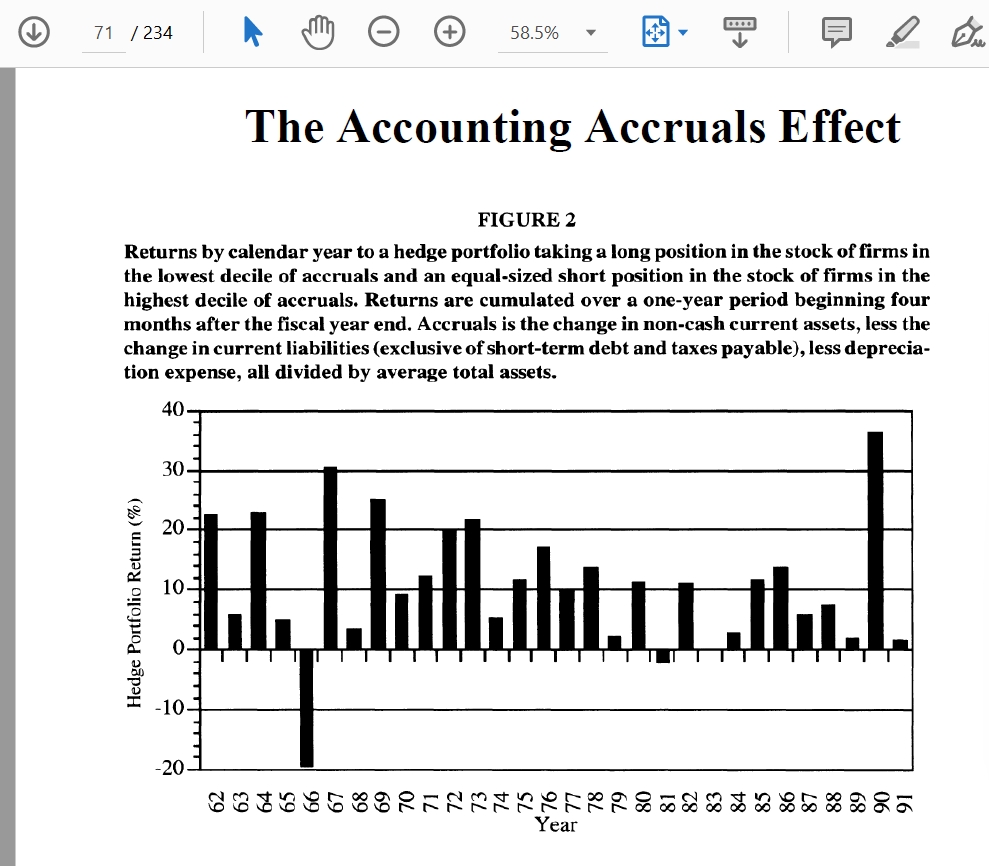 71 / 234 58.5%
The Accounting Accruals Effect
FIGURE 2
Returns by calendar year to a hedge portfolio taking a long position in the stock of firms in
the lowest decile of accruals and an equal-sized short position in the stock of firms in the
highest decile of accruals. Returns are cumulated over a one-year period beginning four
months after the fiscal year end. Accruals is the change in non-cash current assets, less the
change in current liabilities (exclusive of short-term debt and taxes payable), less deprecia-
tion expense, all divided by average total assets.
Hedge Portfolio Return (%)
40
30
20
10
0
-10
-20
62 63 64 65 66 67 68 69 70 71 72 73 74 75 76 77 78 79 80 81 82 83 84 85 86 87 88 89 90 91
Year